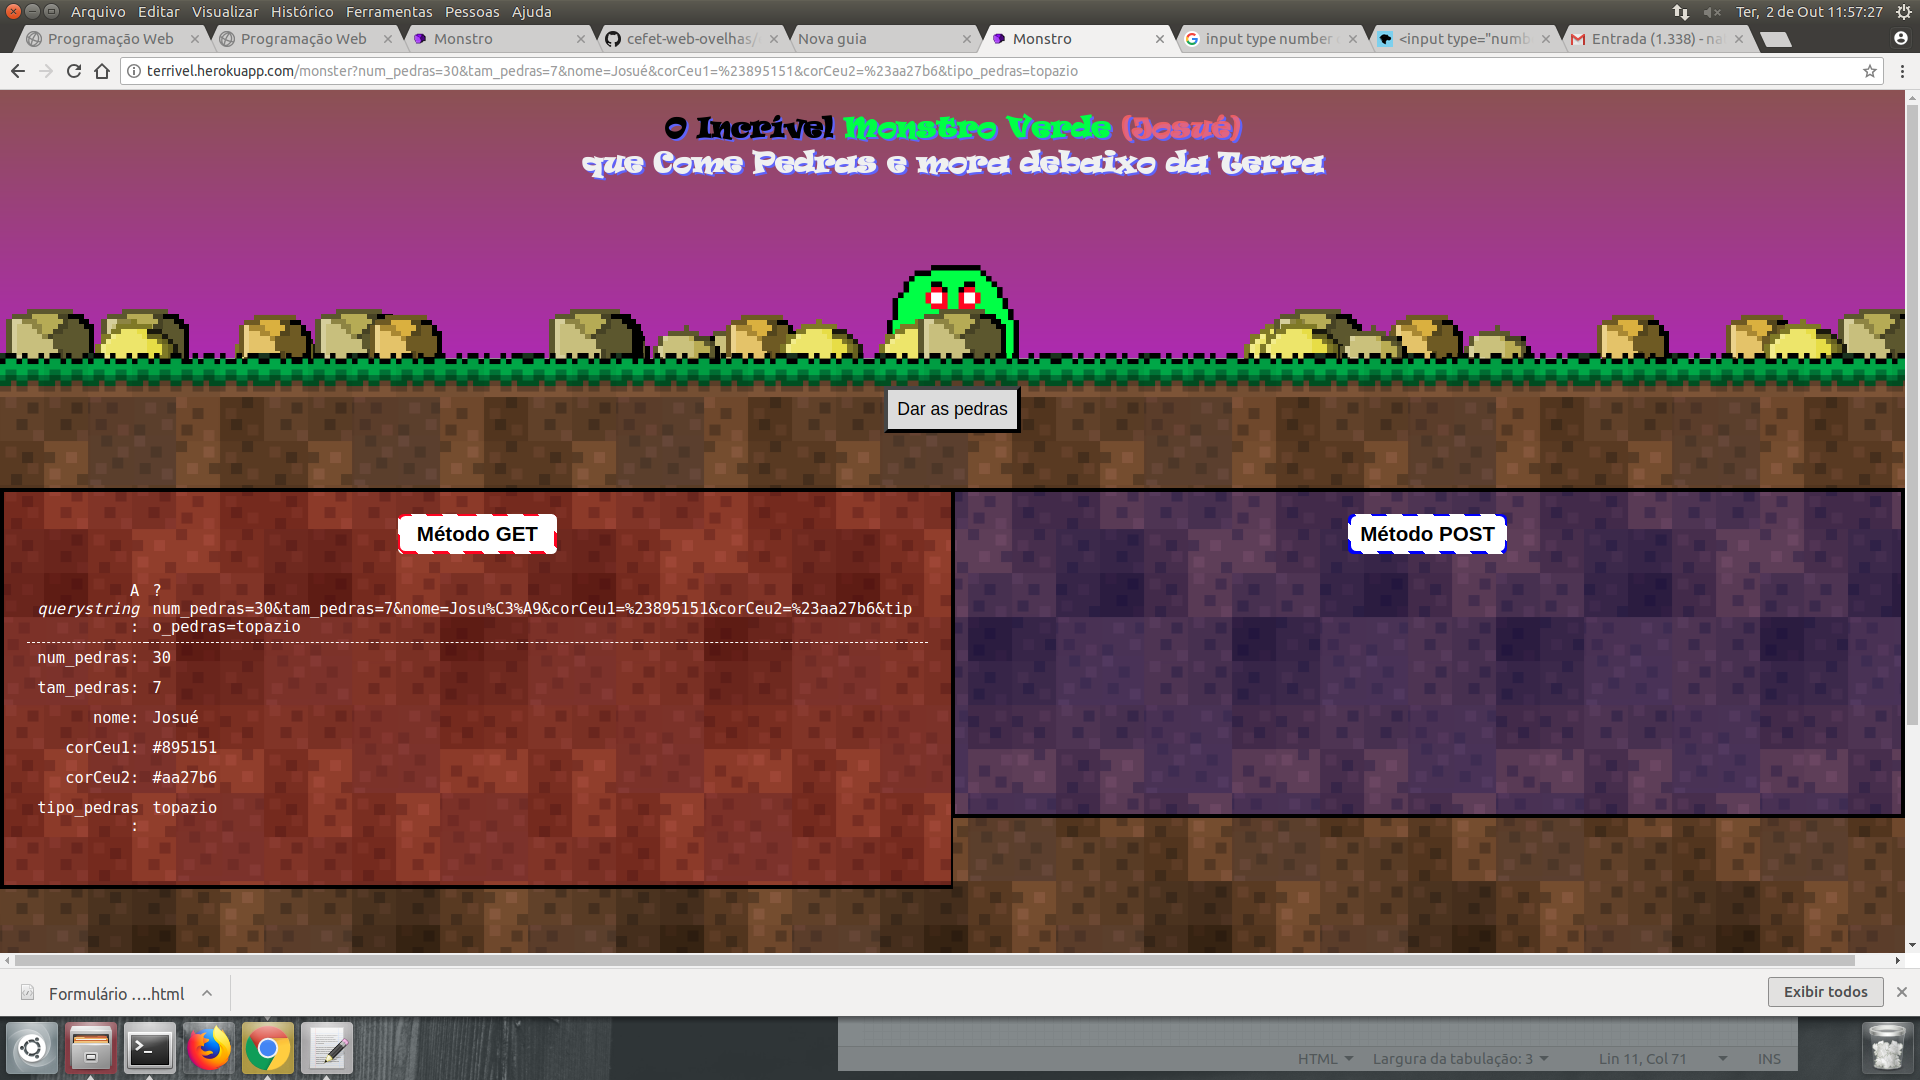 Arquivo Editar Visualizar Histórico Ferramentas Pessoas Ajuda
Ter, 2 de Out 11:57:27
Programação Web
Programação Web
Monstro
cefet-web-ovelhas/
Nova guia
Monstro
input type number
<input type="numb
Entrada (1.338) - na
terrivel.herokuapp.com/monster?num_pedras=30&tam_pedras=7&nome=Josué&corCeu1=%23895151&corCeu2=%23aa27b6&tipo_pedras=topazio
O Incrível Monstro Verde (Josué)
que Come Pedras e mora debaixo da Terra
Dar as pedras
Método GET
A querystring : ?num_pedras=30&tam_pedras=7&nome=Josu%C3%A9&corCeu1=%23895151&corCeu2=%23aa27b6&tipo_pedras=topazio
num_pedras: 30
tam_pedras: 7
nome: Josué
corCeu1: #895151
corCeu2: #aa27b6
tipo_pedras: topazio
Método POST
Formulário ....html
Exibir todos
HTML
Largura da tabulação: 3
Lin 11, Col 71
INS